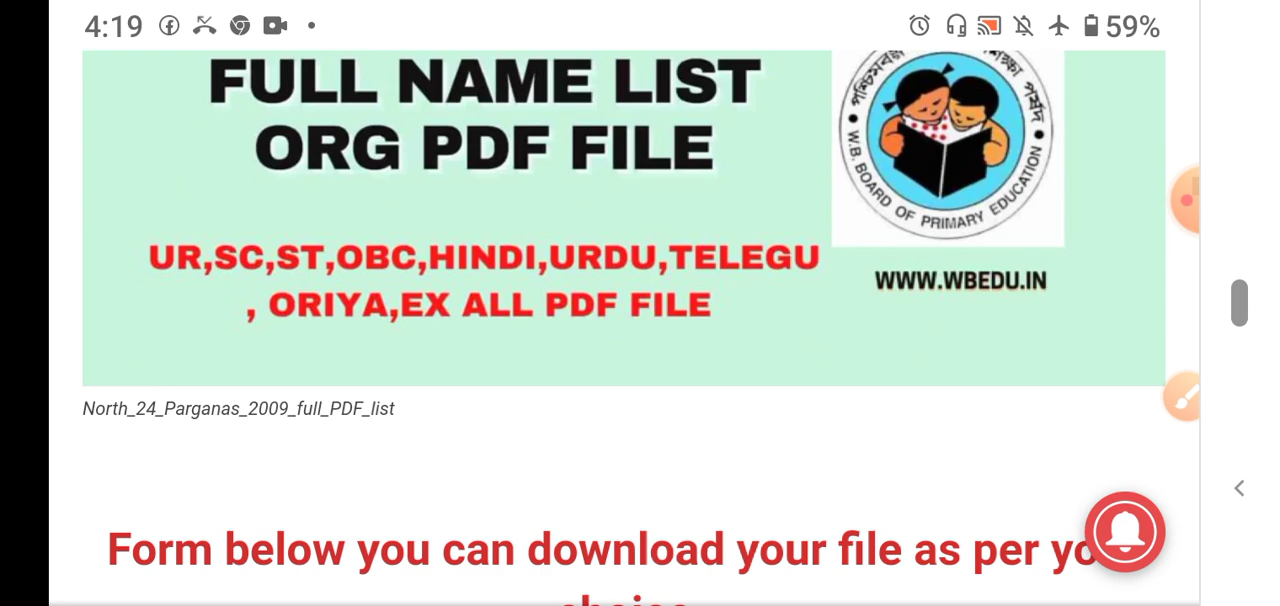 4:19
59%
FULL NAME LIST
ORG PDF FILE
W.B. BOARD OF PRIMARY EDUCATION
UR,SC,ST,OBC,HINDI,URDU,TELEGU
, ORIYA,EX ALL PDF FILE
WWW.WBEDU.IN
North_24_Parganas_2009_full_PDF_list
Form below you can download your file as per